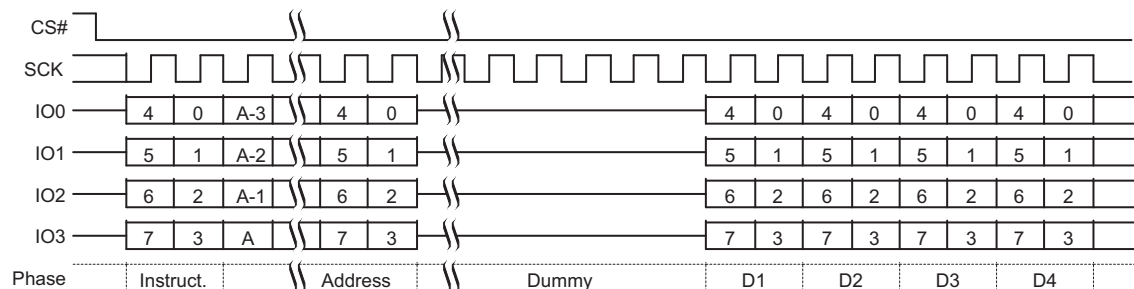 CS#
SCK
IO0 4 0 A-3 4 0 4 0 4 0 4 0 4 0
IO1 5 1 A-2 5 1 5 1 5 1 5 1 5 1
IO2 6 2 A-1 6 2 6 2 6 2 6 2 6 2
IO3 7 3 A 7 3 7 3 7 3 7 3 7 3
Phase Instruct. Address Dummy D1 D2 D3 D4